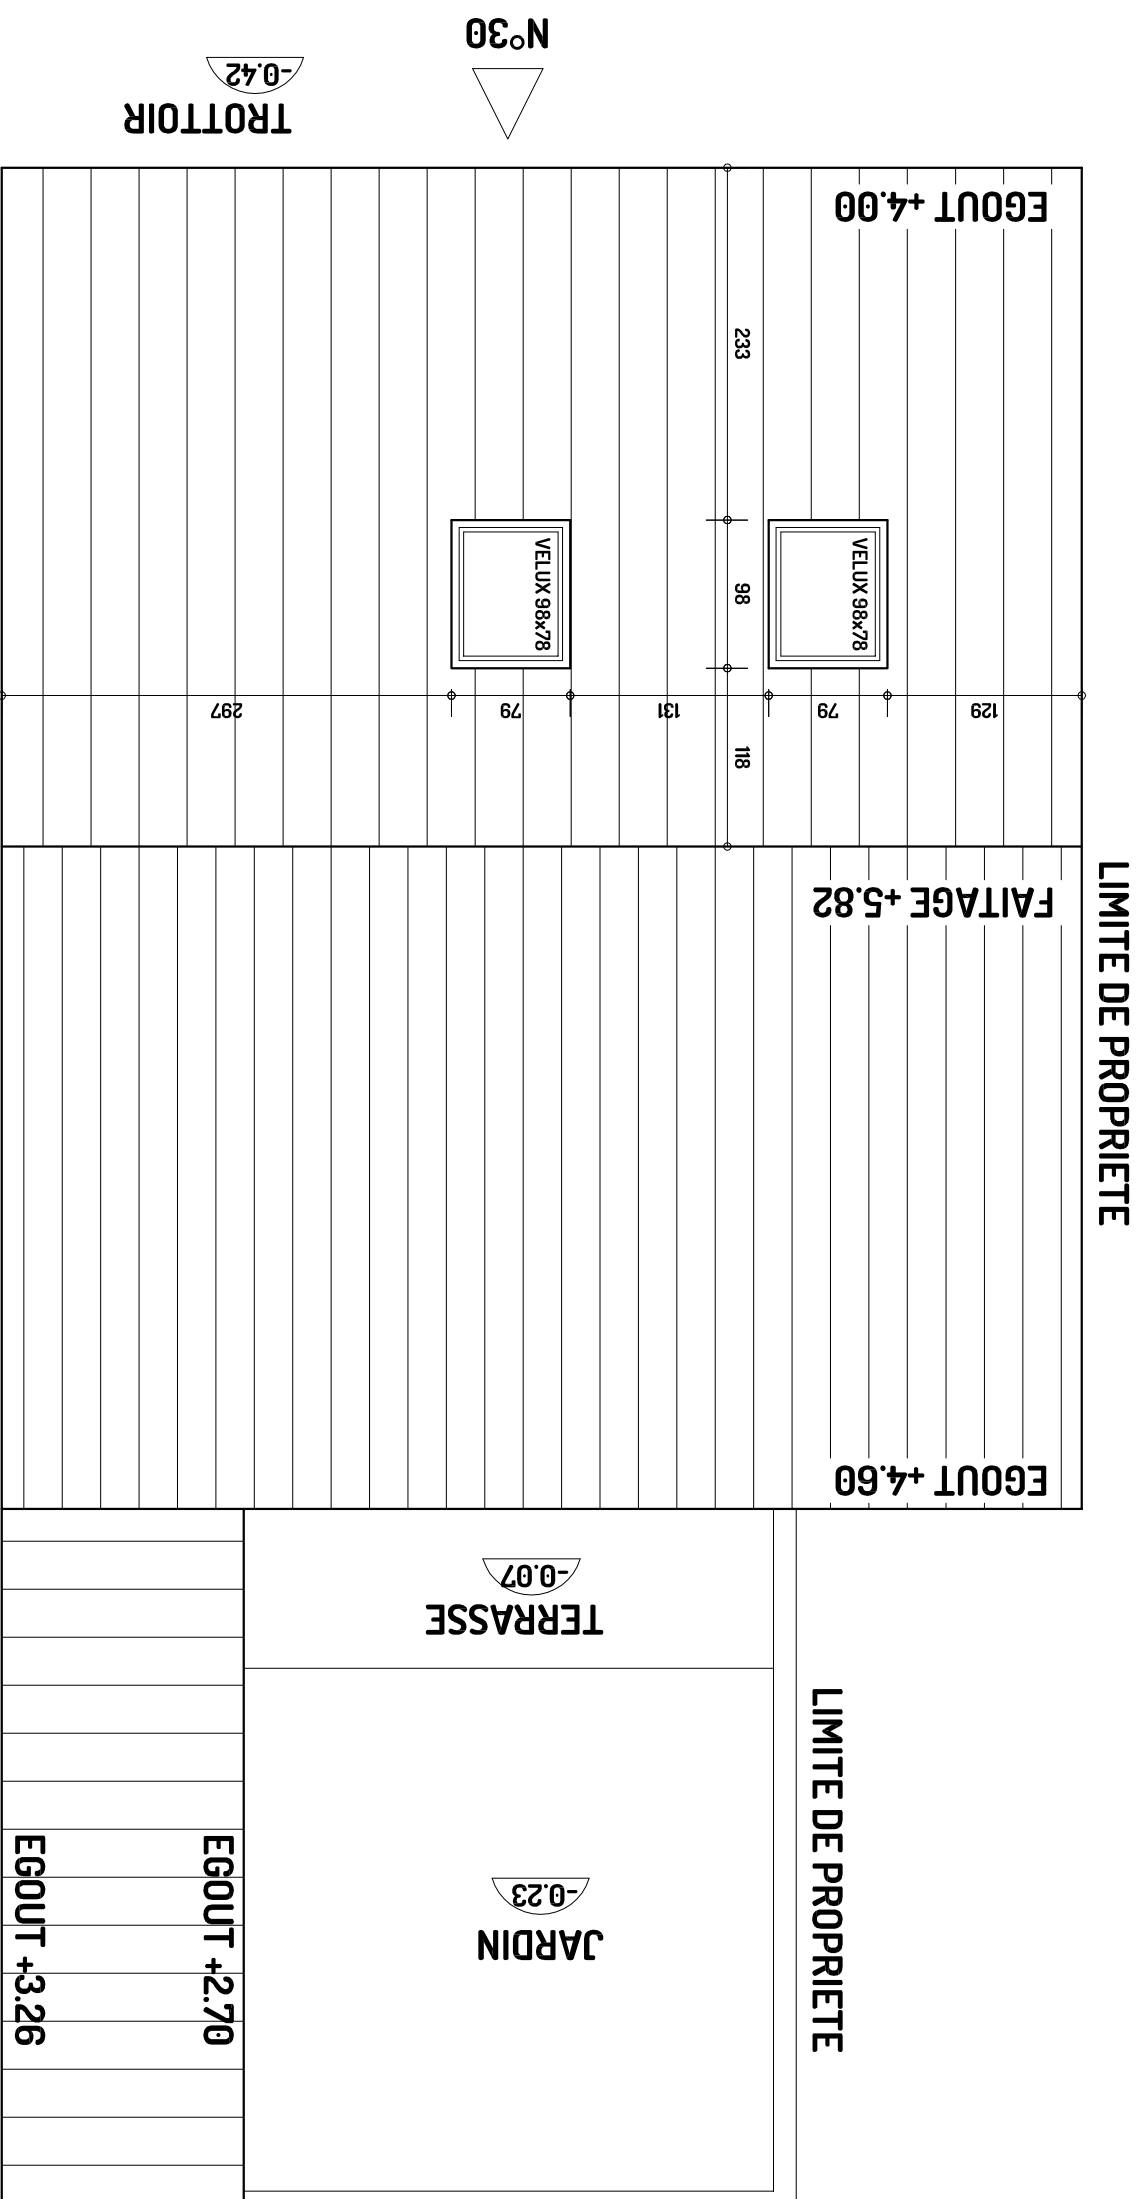 N°30
-0.42
TROTTOIR
EGOUT +4.00
233
VELUX 98x78
98
VELUX 98x78
297
79
131
79
129
118
FAITAGE +5.82
LIMITE DE PROPRIETE
EGOUT +4.60
-0.07
TERRASSE
LIMITE DE PROPRIETE
EGOUT +3.26
EGOUT +2.70
-0.23
JARDIN